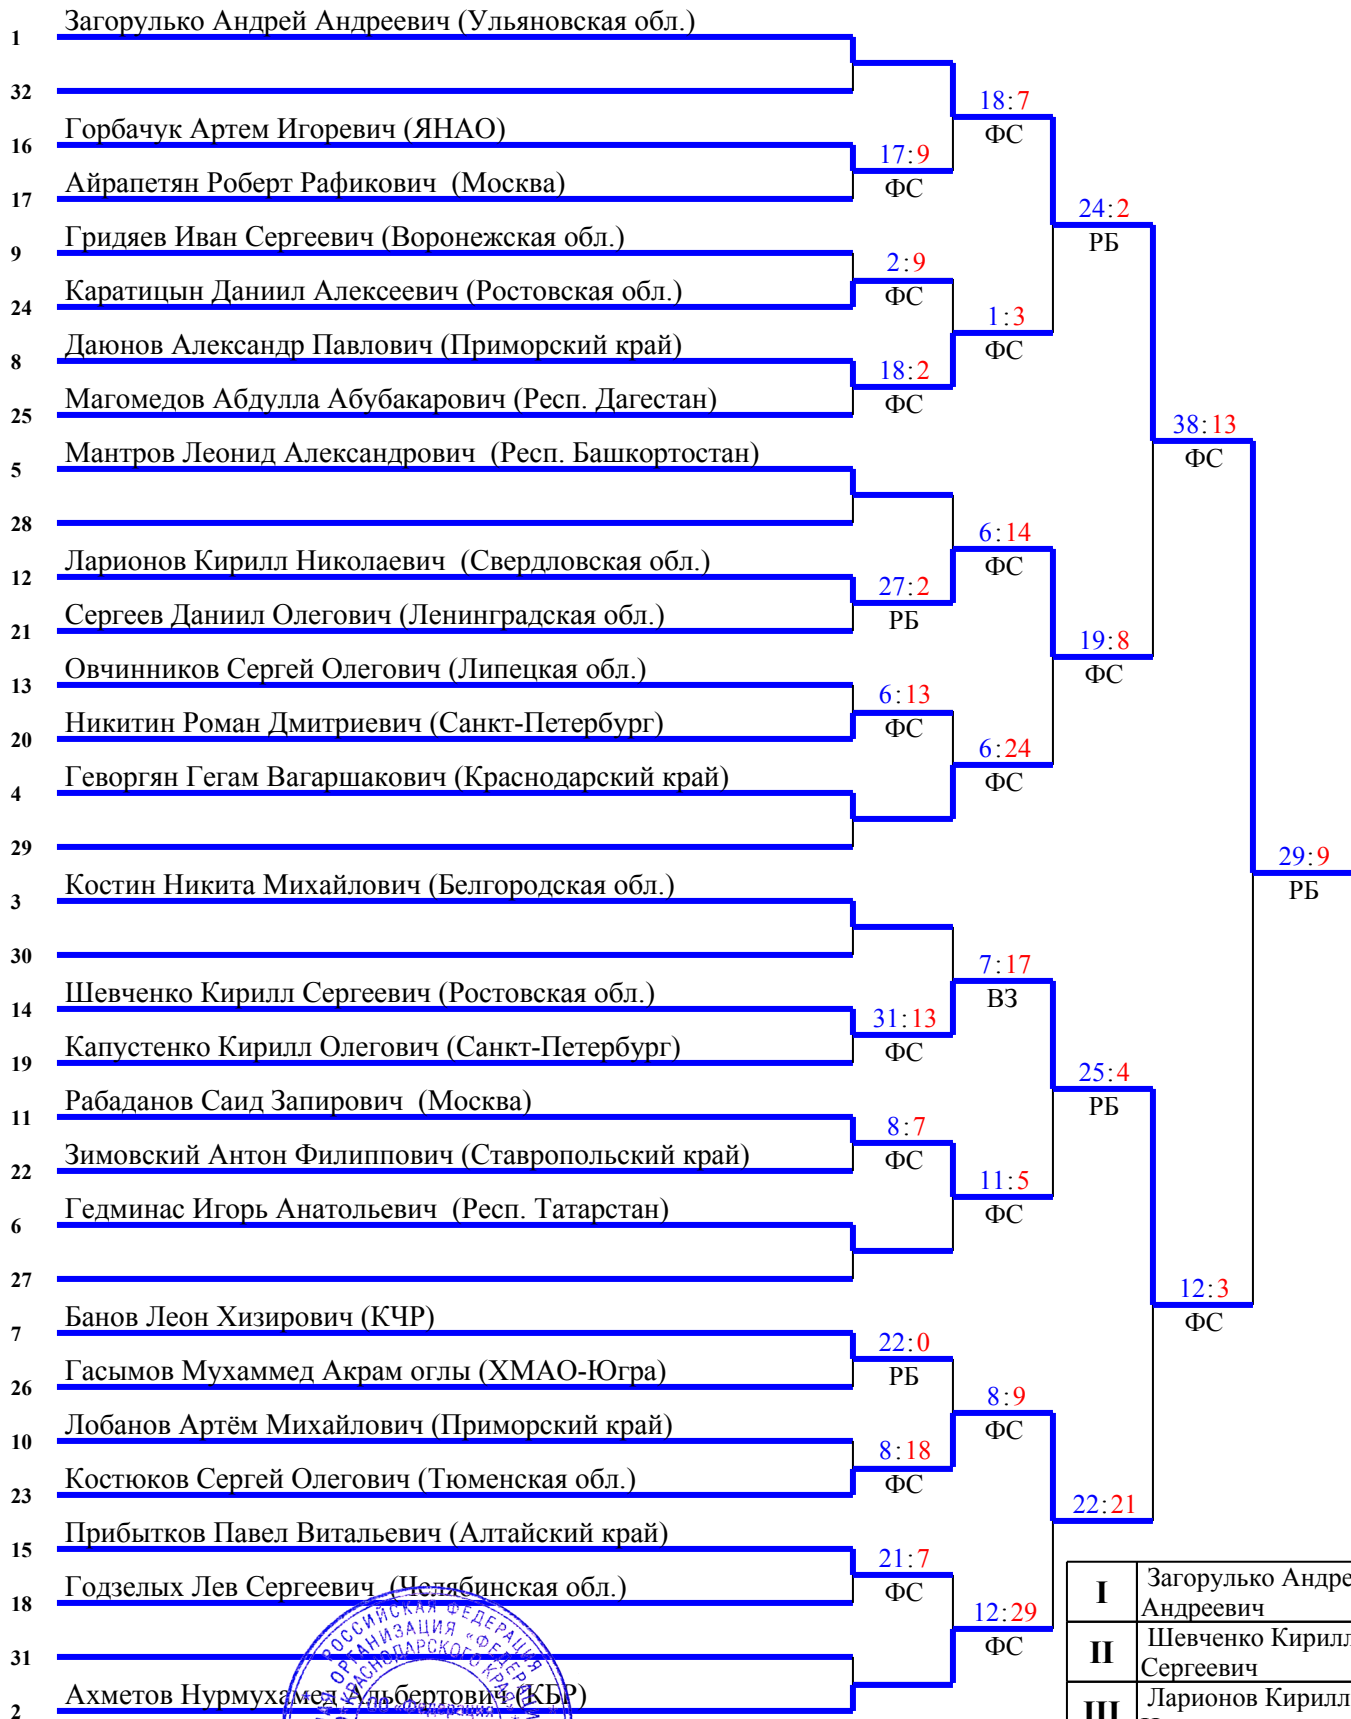 1 Загорулько Андрей Андреевич (Ульяновская обл.)
32
18:7
ФС
16 Горбачук Артем Игоревич (ЯНАО)
17:9
ФС
17 Айрапетян Роберт Рафикович (Москва)
24:2
РБ
9 Гридяев Иван Сергеевич (Воронежская обл.)
2:9
ФС
24 Каратицын Даниил Алексеевич (Ростовская обл.)
1:3
ФС
8 Даюнов Александр Павлович (Приморский край)
18:2
ФС
25 Магомедов Абдулла Абубакарович (Респ. Дагестан)
38:13
ФС
5 Мантров Леонид Александрович (Респ. Башкортостан)
28
6:14
ФС
12 Ларионов Кирилл Николаевич (Свердловская обл.)
27:2
РБ
21 Сергеев Даниил Олегович (Ленинградская обл.)
19:8
ФС
13 Овчинников Сергей Олегович (Липецкая обл.)
6:13
ФС
20 Никитин Роман Дмитриевич (Санкт-Петербург)
6:24
ФС
4 Геворгян Гегам Вагаршакович (Краснодарский край)
29
29:9
РБ
3 Костин Никита Михайлович (Белгородская обл.)
30
7:17
ВЗ
14 Шевченко Кирилл Сергеевич (Ростовская обл.)
31:13
ФС
19 Капустенко Кирилл Олегович (Санкт-Петербург)
25:4
РБ
11 Рабаданов Саид Запирович (Москва)
8:7
ФС
22 Зимовский Антон Филиппович (Ставропольский край)
11:5
ФС
6 Гедминас Игорь Анатольевич (Респ. Татарстан)
27
12:3
ФС
7 Банов Леон Хизирович (КЧР)
22:0
РБ
26 Гасымов Мухаммед Акрам оглы (ХМАО-Югра)
8:9
ФС
10 Лобанов Артём Михайлович (Приморский край)
8:18
ФС
23 Костюков Сергей Олегович (Тюменская обл.)
22:21
15 Прибытков Павел Витальевич (Алтайский край)
21:7
ФС
18 Годзелых Лев Сергеевич (Челябинская обл.)
12:29
ФС
31
2 Ахметов Нурмухамед Альбертович (КБР)
I Загорулько Андре
Андреевич
II Шевченко Кирилл
Сергеевич
III Ларионов Кирилл
РОССИЙСКАЯ ФЕДЕРАЦИЯ
ОРГАНИЗАЦИЯ «ФЕДЕРАЦИ
КРАСНОДАРСКОГО КРАЯ»
ОО «Федерация